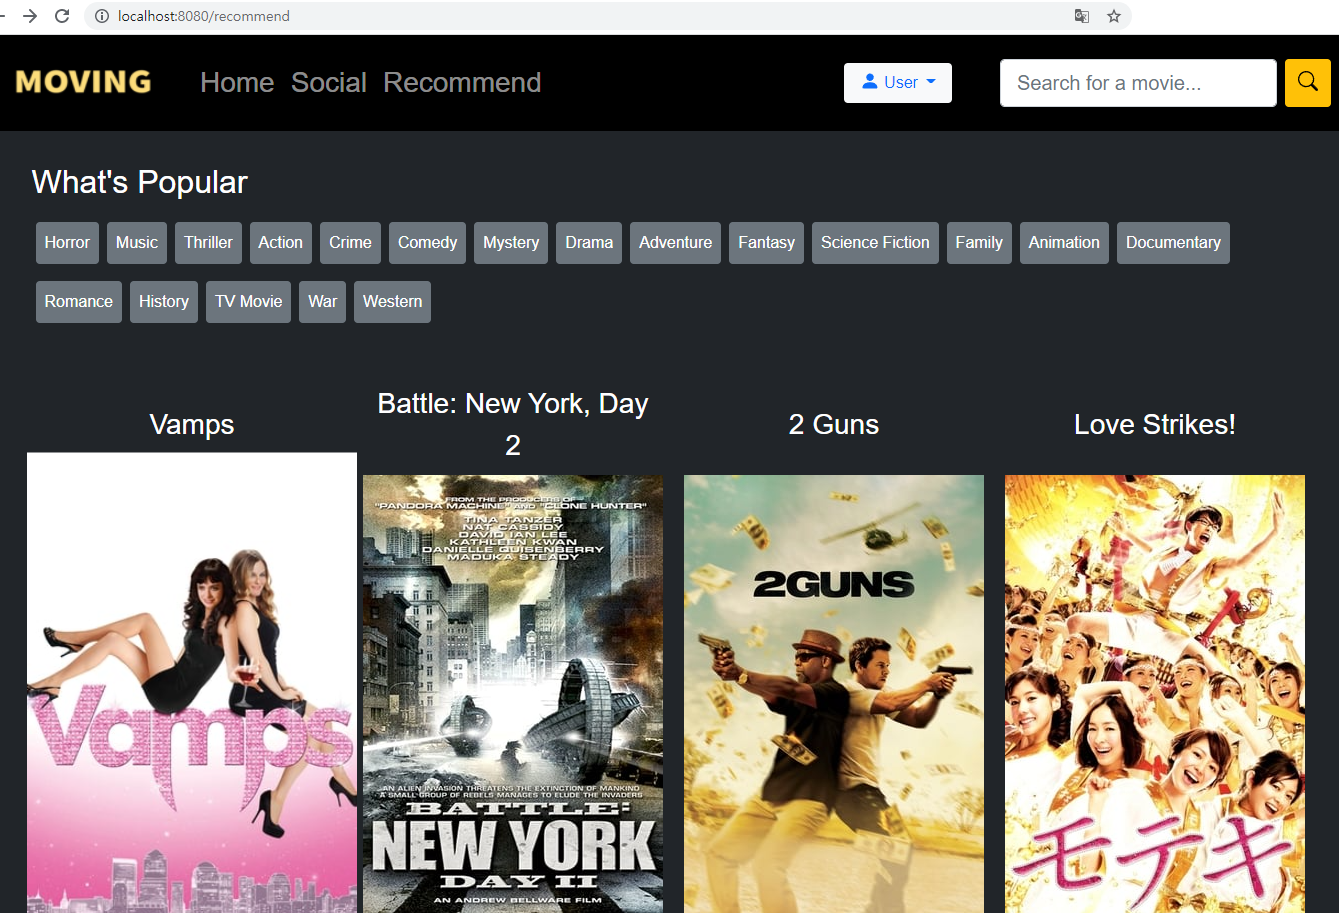 localhost:8080/recommend
MOVING Home Social Recommend User Search for a movie...
What's Popular
Horror Music Thriller Action Crime Comedy Mystery Drama Adventure Fantasy Science Fiction Family Animation Documentary
Romance History TV Movie War Western
Vamps
Battle: New York, Day
2
2 Guns
Love Strikes!
Vamps
FROM THE PRODUCERS OF
"PANDORA MACHINE" AND "CLONE HUNTER"
TINA TANZER
NAT CASSIDY
DAVID IAN LEE
KATHLEEN KWAN
DANIELLE QUISENBERRY
MADUKA STEADY
AN ALIEN INVASION THREATENS THE EXTINCTION OF MANKIND
A SMALL GROUP OF REBELS MANAGES TO ELUDE THE INVADERS
BATTLE:
NEW YORK
DAY II
AN ANDREW BELLWARE FILM
2GUNS
モテキ